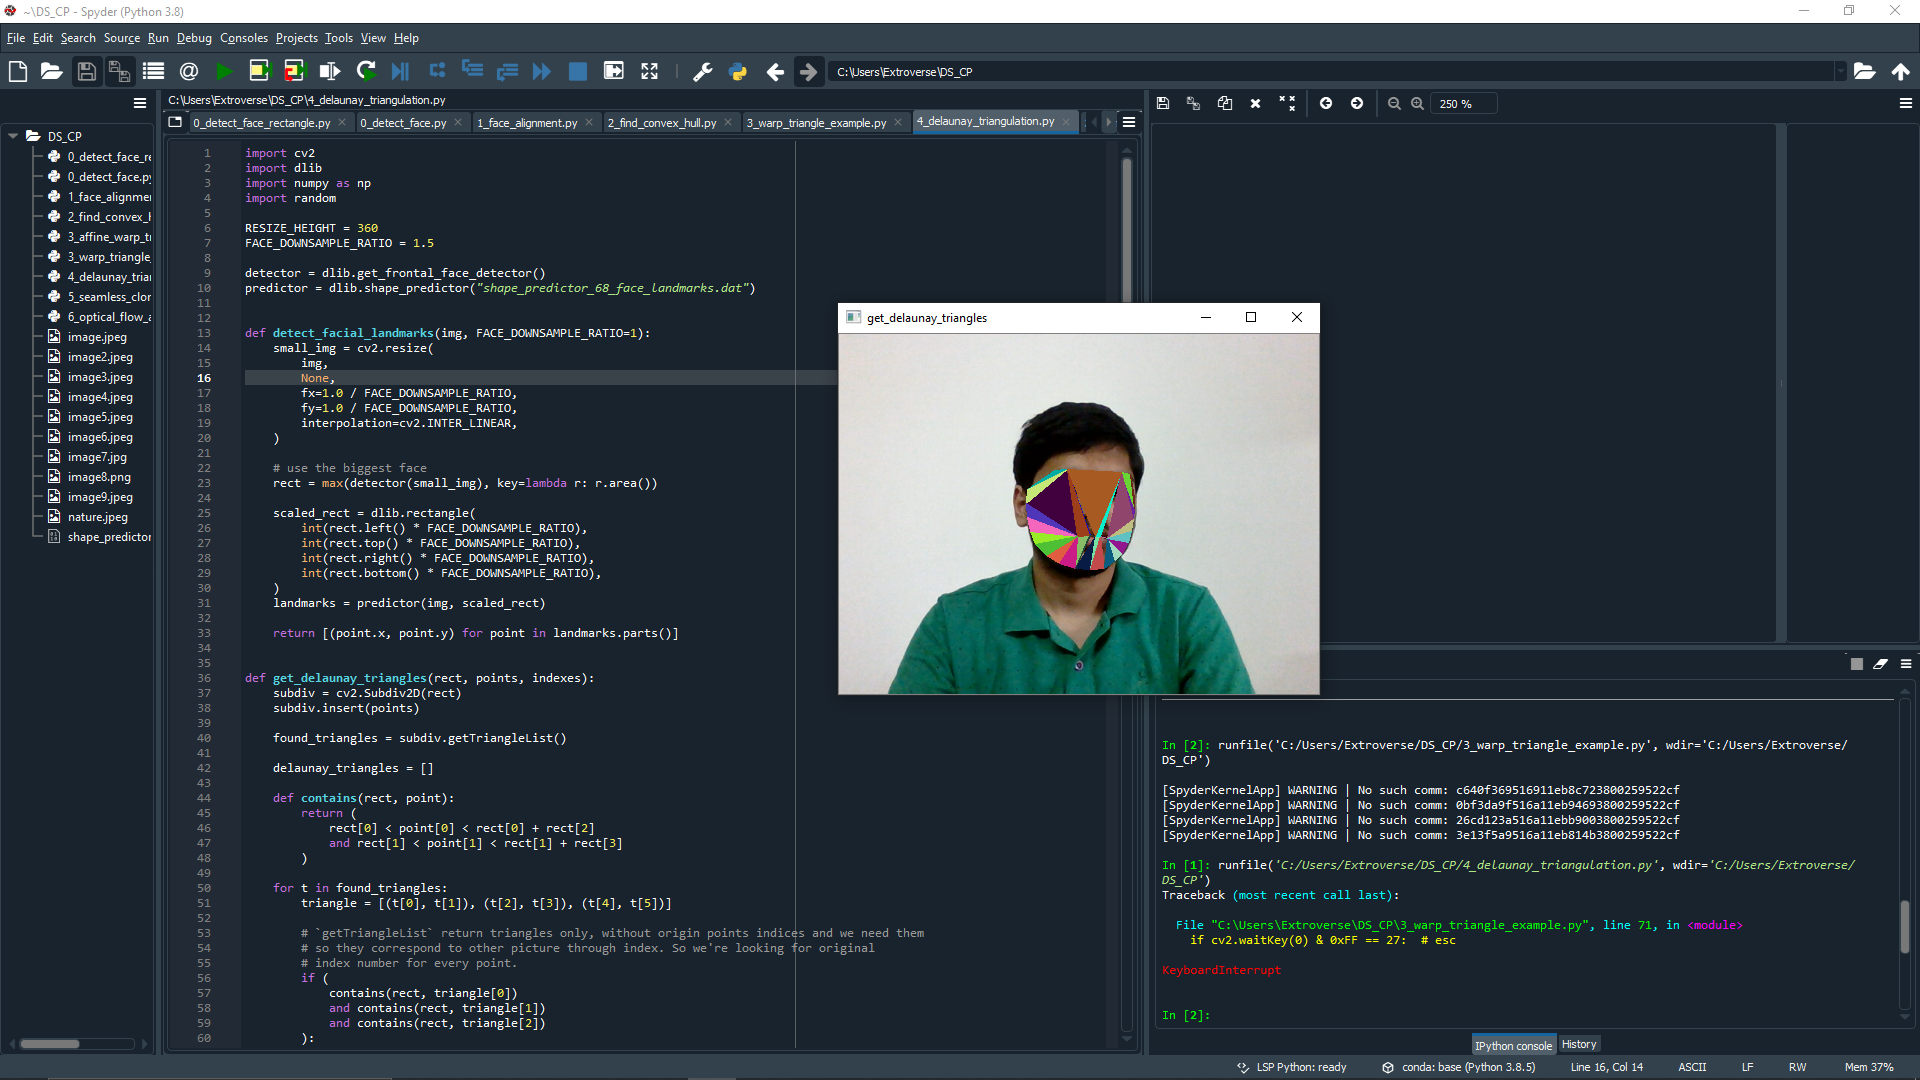 ~\DS_CP - Spyder (Python 3.8)
File Edit Search Source Run Debug Consoles Projects Tools View Help
C:\Users\Extroverse\DS_CP
C:\Users\Extroverse\DS_CP\4_delaunay_triangulation.py
0_detect_face_rectangle.py
0_detect_face.py
1_face_alignment.py
2_find_convex_hull.py
3_warp_triangle_example.py
4_delaunay_triangulation.py
250 %
DS_CP
0_detect_face_re
0_detect_face.py
1_face_alignmer
2_find_convex_h
3_affine_warp_tr
3_warp_triangle_
4_delaunay_trian
5_seamless_clor
6_optical_flow_a
image.jpeg
image2.jpeg
image3.jpeg
image4.jpeg
image5.jpeg
image6.jpeg
image7.jpg
image8.png
image9.jpeg
nature.jpeg
shape_predictor
1 import cv2
2 import dlib
3 import numpy as np
4 import random
5
6 RESIZE_HEIGHT = 360
7 FACE_DOWNSAMPLE_RATIO = 1.5
8
9 detector = dlib.get_frontal_face_detector()
10 predictor = dlib.shape_predictor("shape_predictor_68_face_landmarks.dat")
11
12
13 def detect_facial_landmarks(img, FACE_DOWNSAMPLE_RATIO=1):
14 small_img = cv2.resize(
15 img,
16 None,
17 fx=1.0 / FACE_DOWNSAMPLE_RATIO,
18 fy=1.0 / FACE_DOWNSAMPLE_RATIO,
19 interpolation=cv2.INTER_LINEAR,
20 )
21
22 # use the biggest face
23 rect = max(detector(small_img), key=lambda r: r.area())
24
25 scaled_rect = dlib.rectangle(
26 int(rect.left() * FACE_DOWNSAMPLE_RATIO),
27 int(rect.top() * FACE_DOWNSAMPLE_RATIO),
28 int(rect.right() * FACE_DOWNSAMPLE_RATIO),
29 int(rect.bottom() * FACE_DOWNSAMPLE_RATIO),
30 )
31 landmarks = predictor(img, scaled_rect)
32
33 return [(point.x, point.y) for point in landmarks.parts()]
34
35
36 def get_delaunay_triangles(rect, points, indexes):
37 subdiv = cv2.Subdiv2D(rect)
38 subdiv.insert(points)
39
40 found_triangles = subdiv.getTriangleList()
41
42 delaunay_triangles = []
43
44 def contains(rect, point):
45 return (
46 rect[0] < point[0] < rect[0] + rect[2]
47 and rect[1] < point[1] < rect[1] + rect[3]
48 )
49
50 for t in found_triangles:
51 triangle = [(t[0], t[1]), (t[2], t[3]), (t[4], t[5])]
52
53 # `getTriangleList` return triangles only, without origin points indices and we need them
54 # so they correspond to other picture through index. So we're looking for original
55 # index number for every point.
56 if (
57 contains(rect, triangle[0])
58 and contains(rect, triangle[1])
59 and contains(rect, triangle[2])
60 ):
get_delaunay_triangles
In [2]: runfile('C:/Users/Extroverse/DS_CP/3_warp_triangle_example.py', wdir='C:/Users/Extroverse/
DS_CP')
[SpyderKernelApp] WARNING | No such comm: c640f369516911eb8c723800259522cf
[SpyderKernelApp] WARNING | No such comm: 0bf3da9f516a11eb94693800259522cf
[SpyderKernelApp] WARNING | No such comm: 26cd123a516a11ebb9003800259522cf
[SpyderKernelApp] WARNING | No such comm: 3e13f5a9516a11eb814b3800259522cf
In [1]: runfile('C:/Users/Extroverse/DS_CP/4_delaunay_triangulation.py', wdir='C:/Users/Extroverse/
DS_CP')
Traceback (most recent call last):
File "C:\Users\Extroverse\DS_CP\3_warp_triangle_example.py", line 71, in <module>
if cv2.waitKey(0) & 0xFF == 27: # esc
KeyboardInterrupt
In [2]:
IPython console History
LSP Python: ready conda: base (Python 3.8.5) Line 16, Col 14 ASCII LF RW Mem 37%